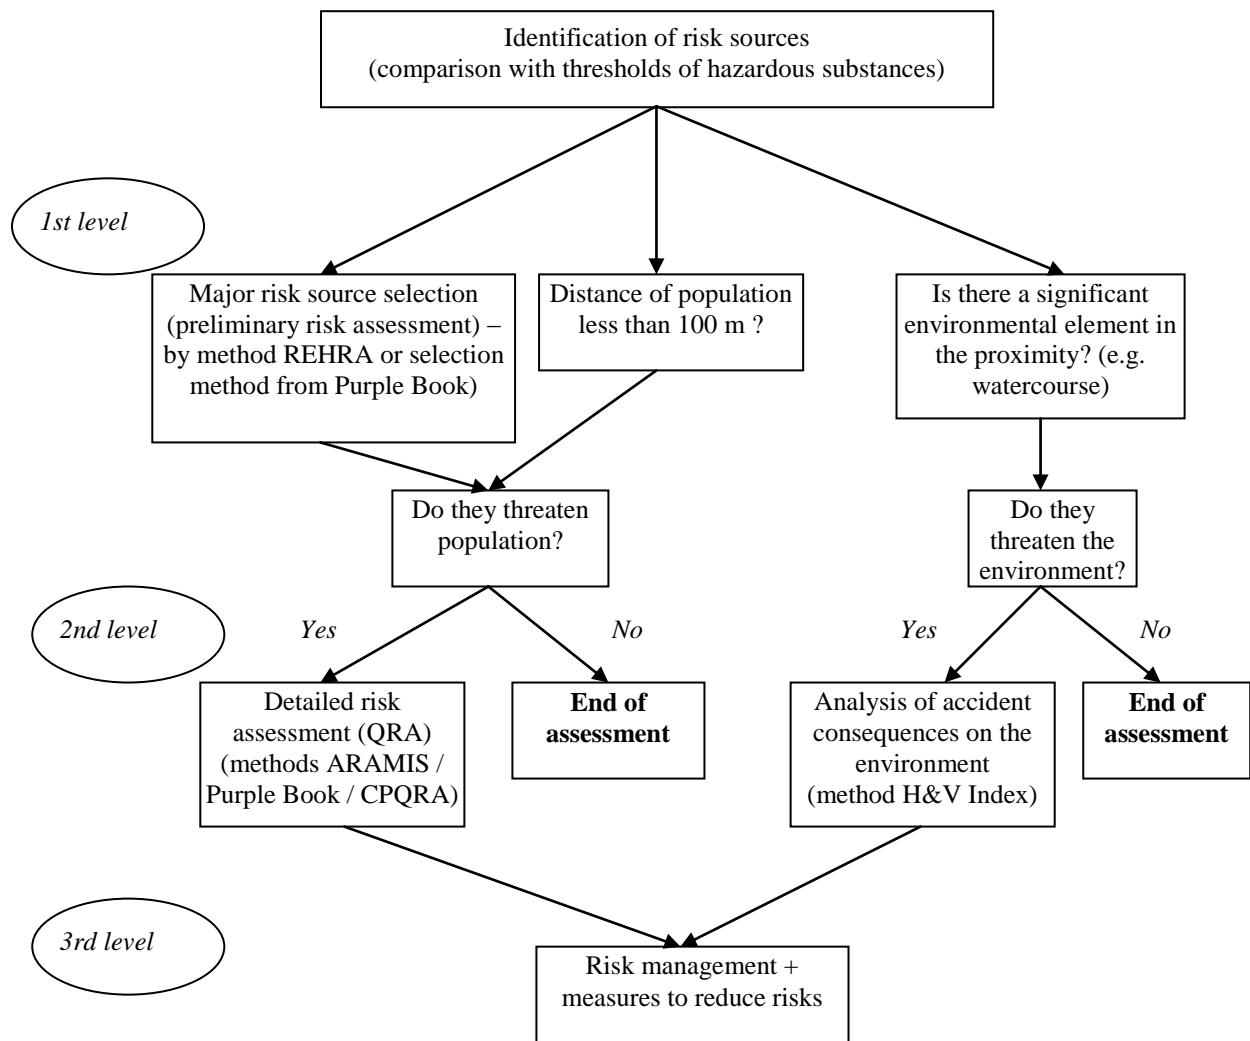 Identification of risk sources
(comparison with thresholds of hazardous substances)
1st level
Major risk source selection
(preliminary risk assessment) –
by method REHRA or selection
method from Purple Book)
Distance of population
less than 100 m ?
Is there a significant
environmental element in
the proximity? (e.g.
watercourse)
Do they threaten
population?
Do they
threaten the
environment?
2nd level
Yes
No
Yes
No
Detailed risk
assessment (QRA)
(methods ARAMIS /
Purple Book / CPQRA)
End of
assessment
Analysis of accident
consequences on the
environment
(method H&V Index)
End of
assessment
3rd level
Risk management +
measures to reduce risks